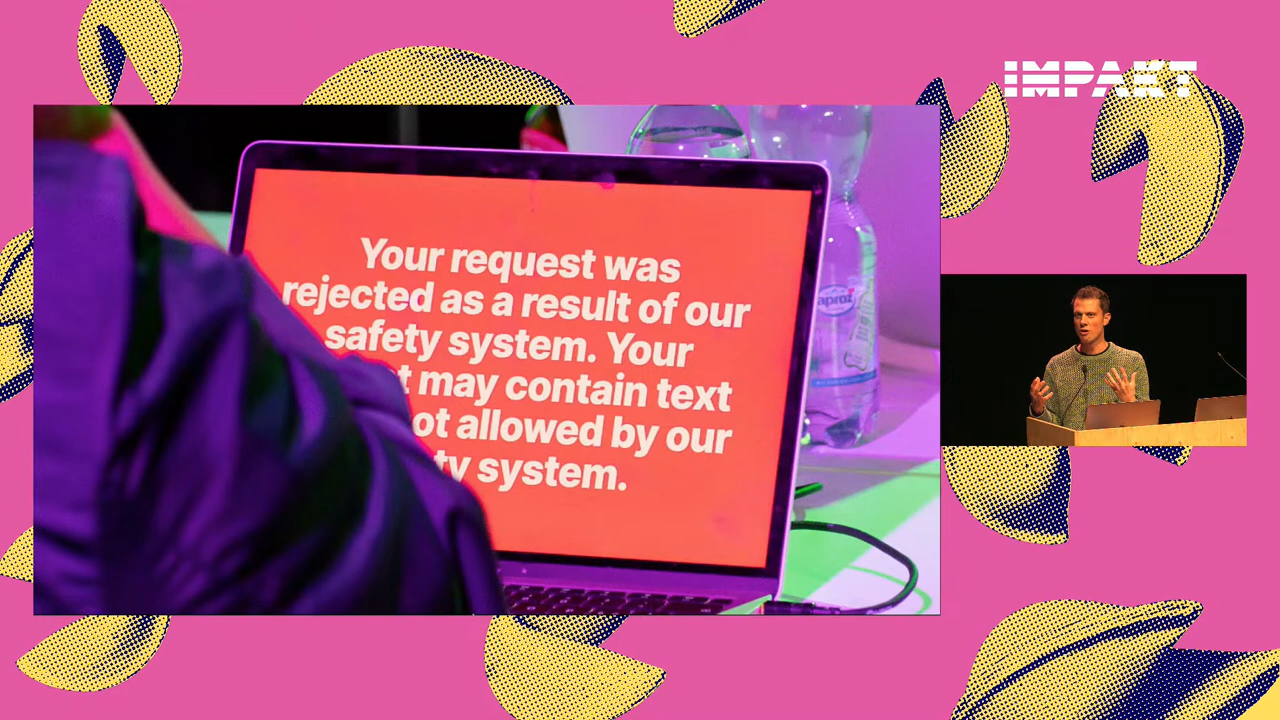 IMPAKT
Your request was
rejected as a result of our
safety system. Your
may contain text
allowed by our
system.
aproz